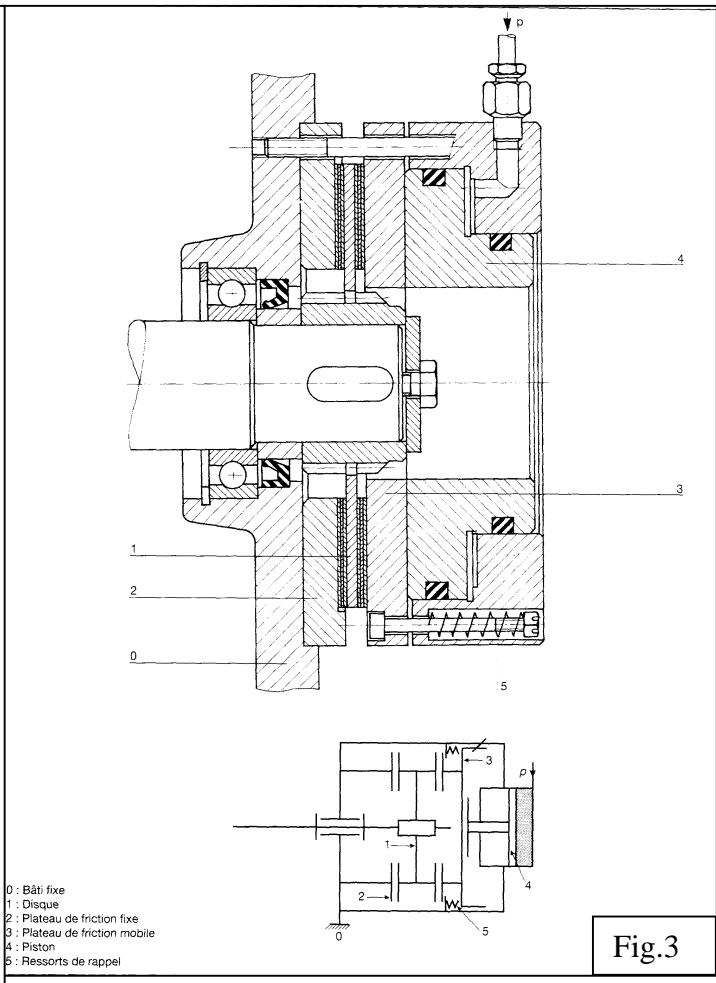 p
4
3
1
2
0
5
3
p
1
4
2
5
0
0 : Bâti fixe
1 : Disque
2 : Plateau de friction fixe
3 : Plateau de friction mobile
4 : Piston
5 : Ressorts de rappel
Fig.3